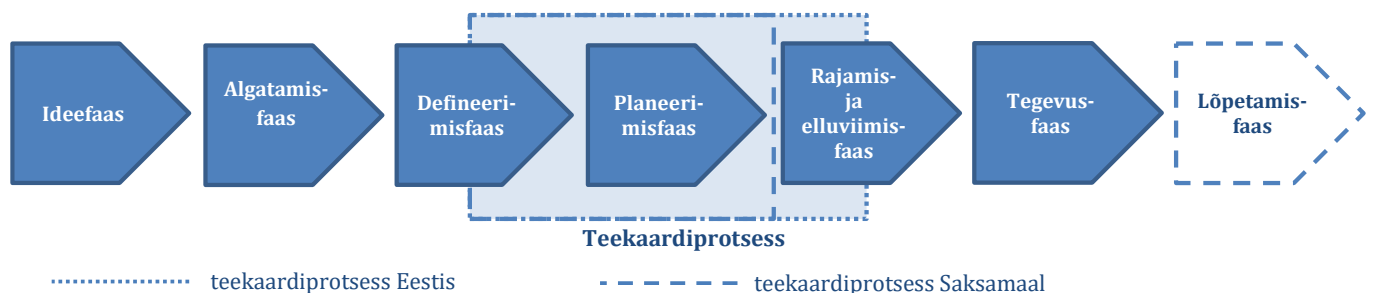 Ideefaas
Algatamis-
faas
Defineeri-
misfaas
Planeeri-
misfaas
Rajamis-
ja
elluviimis-
faas
Tegevus-
faas
Lõpetamis-
faas
Teekaardiprotsess
teekaardiprotsess Eestis
teekaardiprotsess Saksamaal